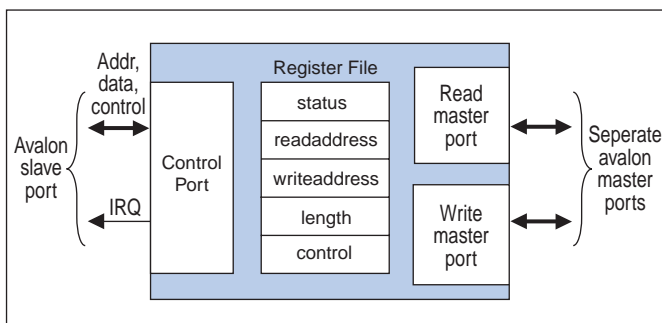 Addr,
data,
control
Avalon
slave
port
IRQ
Control
Port
Register File
status
readaddress
writeaddress
length
control
Read
master
port
Write
master
port
Seperate
avalon
master
ports